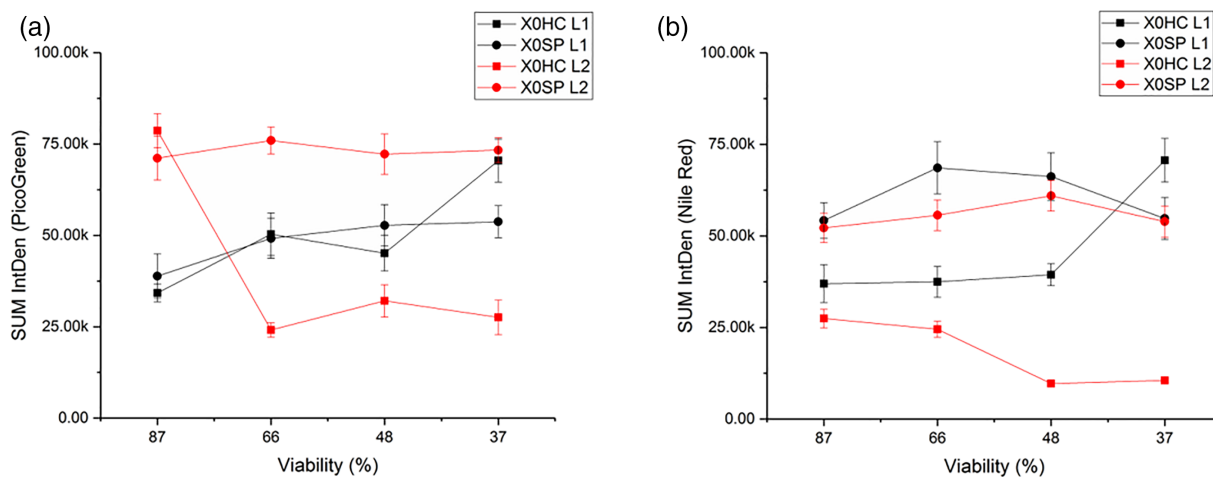 (a)
X0HC L1
X0SP L1
X0HC L2
X0SP L2
100.00k
75.00k
50.00k
25.00k
0.00
SUM IntDen (PicoGreen)
87 66 48 37
Viability (%)
(b)
X0HC L1
X0SP L1
X0HC L2
X0SP L2
100.00k
75.00k
50.00k
25.00k
0.00
SUM IntDen (Nile Red)
87 66 48 37
Viability (%)